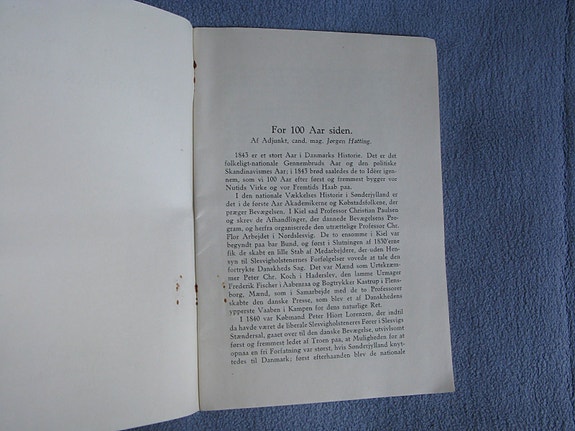 For 100 Aar siden.
Af Adjunkt, cand. mag. Jørgen Hatting.
1843 er et stort Aar i Danmarks Historie. Det er det
folkeligt-nationale Gennembruds Aar og den politiske
Skandinavismes Aar; i 1843 brød saaledes de to Idéer igen-
nem, som vi 100 Aar efter først og fremmest bygger vor
Nutids Virke og vor Fremtids Haab paa.
I den nationale Vækkelses Historie i Sønderjylland er
det i de første Aar Akademikerne og Købstadsfolkene, der
præger Bevægelsen. I Kiel sad Professor Christian Paulsen
og skrev de Afhandlinger, der dannede Bevægelsens Pro-
gram, og herfra organiserede den utrættelige Professor Chr.
Flor Arbejdet i Nordslesvig. De to ensomme i Kiel var
begyndt paa bar Bund, og først i Slutningen af 1830'erne
fik de skabt en lille Stab af Medarbejdere, der uden Hen-
syn til Slesvigholstenernes Forfølgelser vovede at tale den
fortrykte Danskheds Sag. Det var Mænd som Urtekræm-
mer Peter Chr. Koch i Haderslev, den lamme Urmager
Frederik Fischer i Aabenraa og Bogtrykker Kastrup i Flens-
borg, Mænd, som i Samarbejde med de to Professorer
skabte den danske Presse, som blev et af Danskhedens
ypperste Vaaben i Kampen for dens naturlige Ret.
I 1840 var Købmand Peter Hiort Lorenzen, der indtil
da havde været de liberale Slesvigholsteneres Fører i Slesvigs
Stændersal, gaaet over til den danske Bevægelse, utvivlsomt
først og fremmest ledet af Troen paa, at Muligheden for at
opnaa en fri Forfatning var størst, hvis Sønderjylland knyt-
tedes til Danmark; først efterhaanden blev de nationale